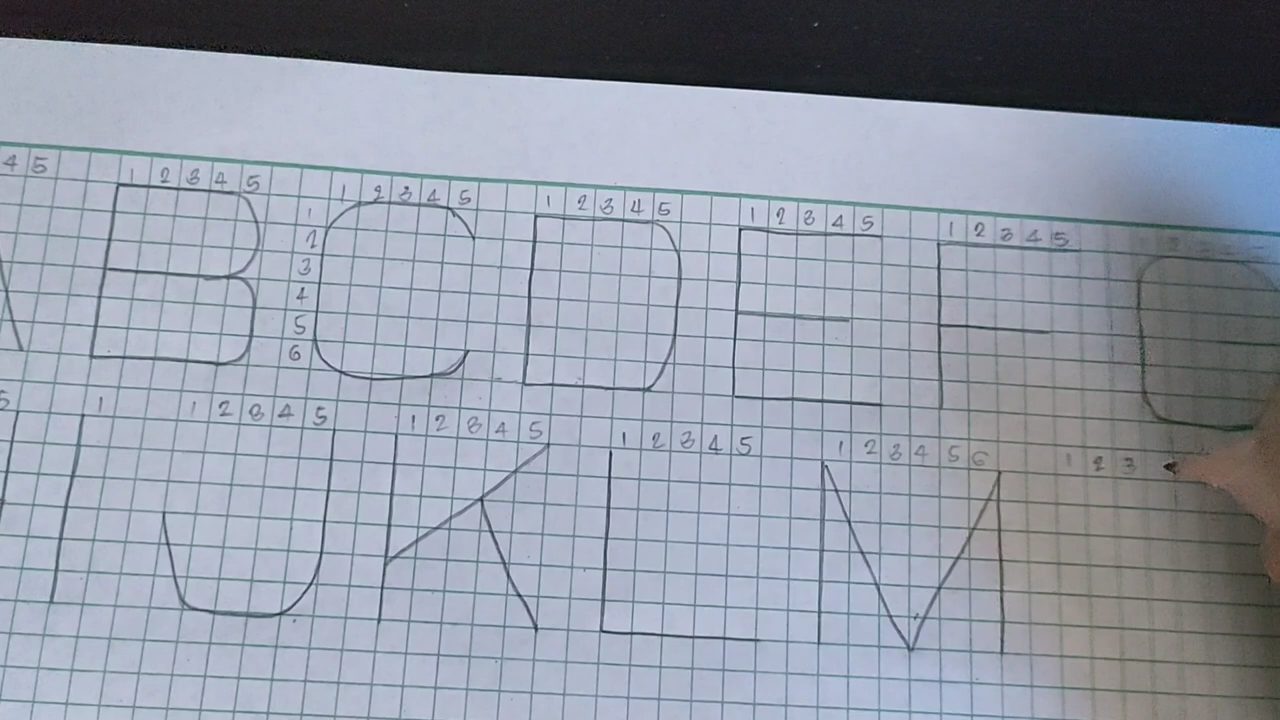 4 5 1 2 3 4 5 1 2 3 4 5 1 2 3 4 5 1 2 3 4 5 1 2 3 4 5
B C D E F
1
2
3
4
5
6
5 1 1 2 3 4 5 1 2 3 4 5 1 2 3 4 5 1 2 3 4 5 6 1 2 3
I J K L M